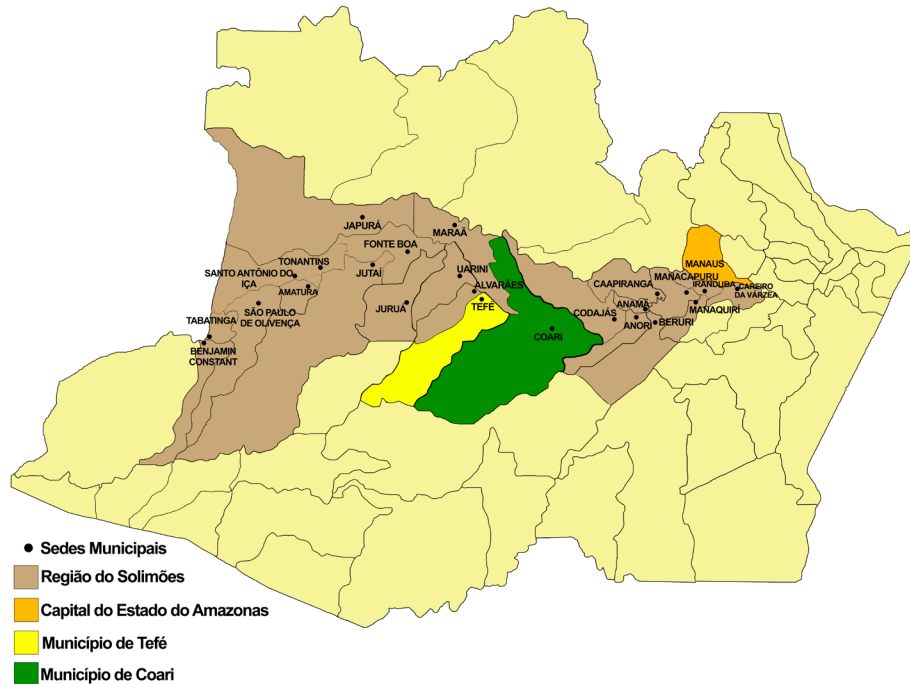 JAPURÁ
MARAÃ
FONTE BOA
MANAUS
TONANTINS
JUTAÍ
UARINI
SANTO ANTÔNIO DO
IÇA
MANACAPURU
CAAPIRANGA
ALVARÃES
IRANDUBA
CAREIRO
DA VÁRZEA
AMATURA
TEFÉ
JURUÁ
ANAMÃ
MANAQUIRÍ
SÃO PAULO
DE OLIVENÇA
CODAJÁS
ANORI
BERURI
TABATINGA
COARI
BENJAMIN
CONSTANT
Sedes Municipais
Região do Solimões
Capital do Estado do Amazonas
Município de Tefé
Município de Coari